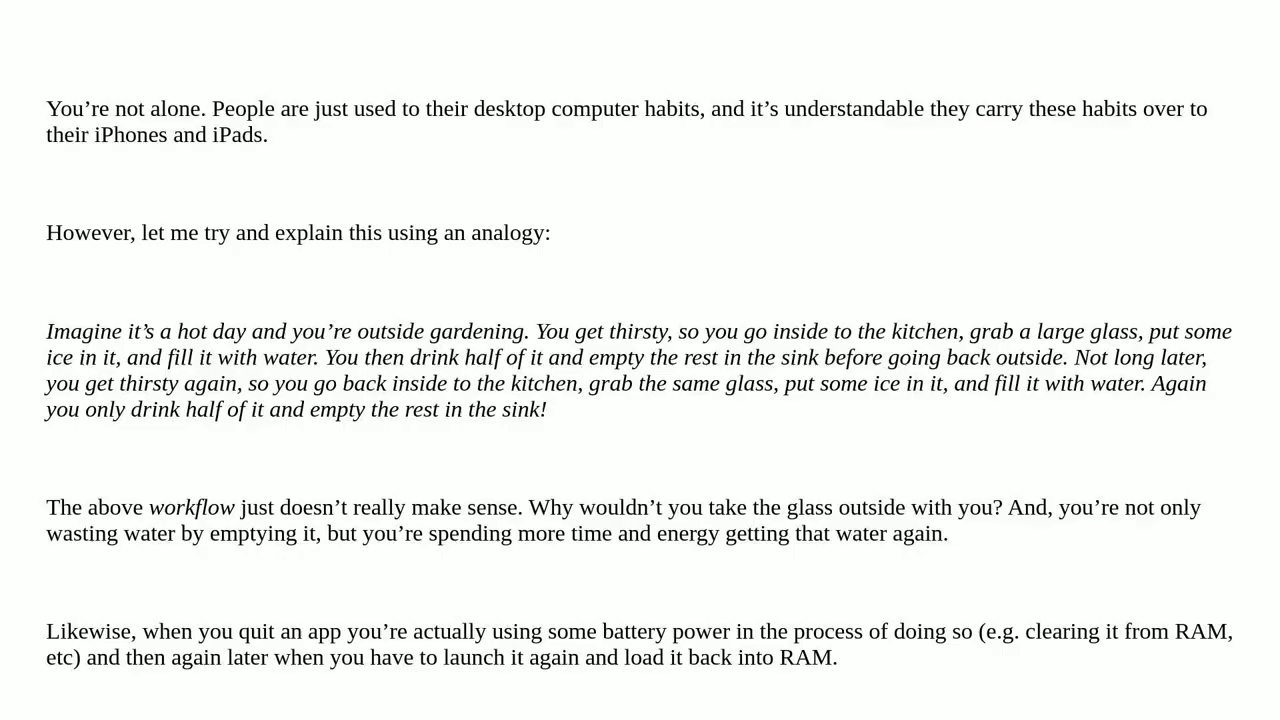 You’re not alone. People are just used to their desktop computer habits, and it’s understandable they carry these habits over to
their iPhones and iPads.
However, let me try and explain this using an analogy:
Imagine it’s a hot day and you’re outside gardening. You get thirsty, so you go inside to the kitchen, grab a large glass, put some
ice in it, and fill it with water. You then drink half of it and empty the rest in the sink before going back outside. Not long later,
you get thirsty again, so you go back inside to the kitchen, grab the same glass, put some ice in it, and fill it with water. Again
you only drink half of it and empty the rest in the sink!
The above workflow just doesn’t really make sense. Why wouldn’t you take the glass outside with you? And, you’re not only
wasting water by emptying it, but you’re spending more time and energy getting that water again.
Likewise, when you quit an app you’re actually using some battery power in the process of doing so (e.g. clearing it from RAM,
etc) and then again later when you have to launch it again and load it back into RAM.